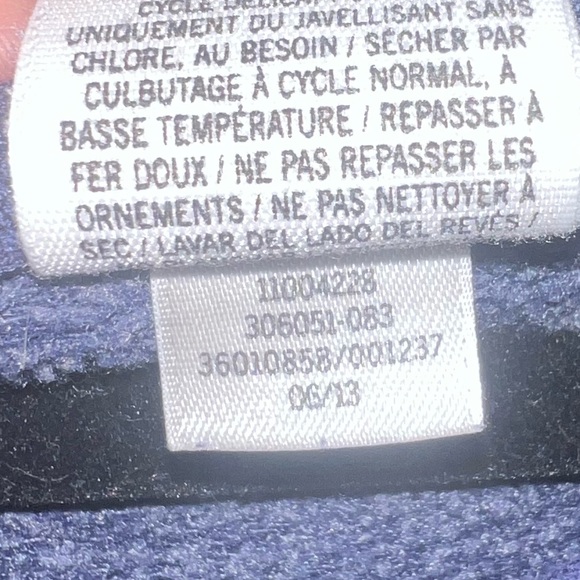 CYCLE DÉLICAT
UNIQUEMENT DU JAVELLISANT SANS
CHLORE, AU BESOIN / SÉCHER PAR
CULBUTAGE À CYCLE NORMAL, À
BASSE TEMPÉRATURE / REPASSER À
FER DOUX / NE PAS REPASSER LES
ORNEMENTS / NE PAS NETTOYER À
SEC / LAVAR DEL LADO DEL REVÉS /
11004228
306051-083
36010858/001237
06/13